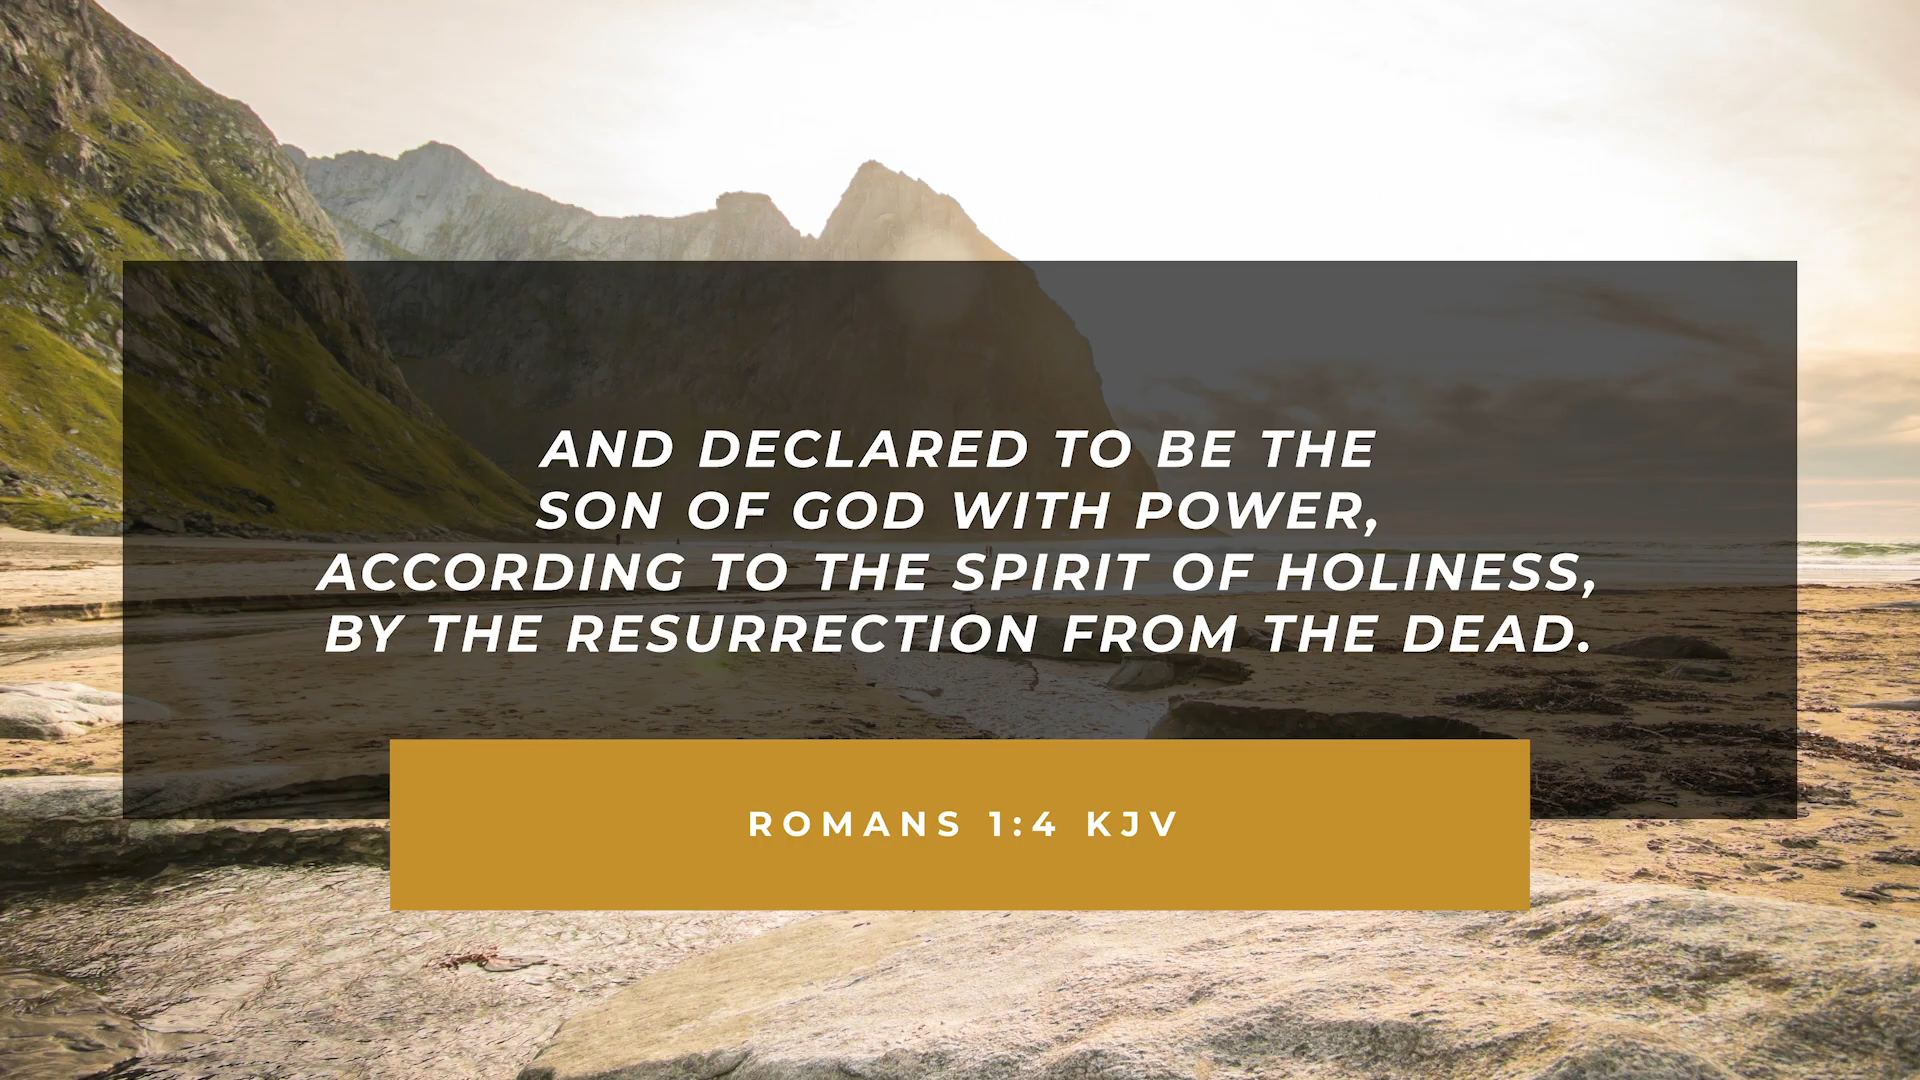 AND DECLARED TO BE THE
SON OF GOD WITH POWER,
ACCORDING TO THE SPIRIT OF HOLINESS,
BY THE RESURRECTION FROM THE DEAD.
ROMANS 1:4 KJV